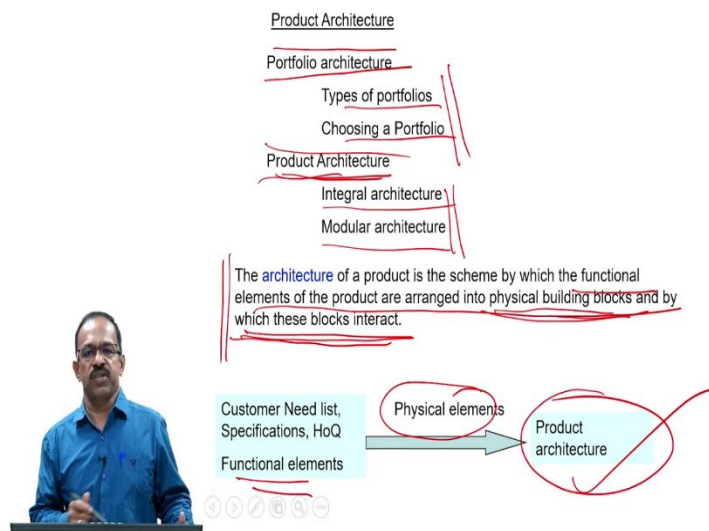 Product Architecture
Portfolio architecture
Types of portfolios
Choosing a Portfolio
Product Architecture
Integral architecture
Modular architecture
The architecture of a product is the scheme by which the functional
elements of the product are arranged into physical building blocks and by
which these blocks interact.
Customer Need list,
Specifications, HoQ
Functional elements
Physical elements
Product
architecture